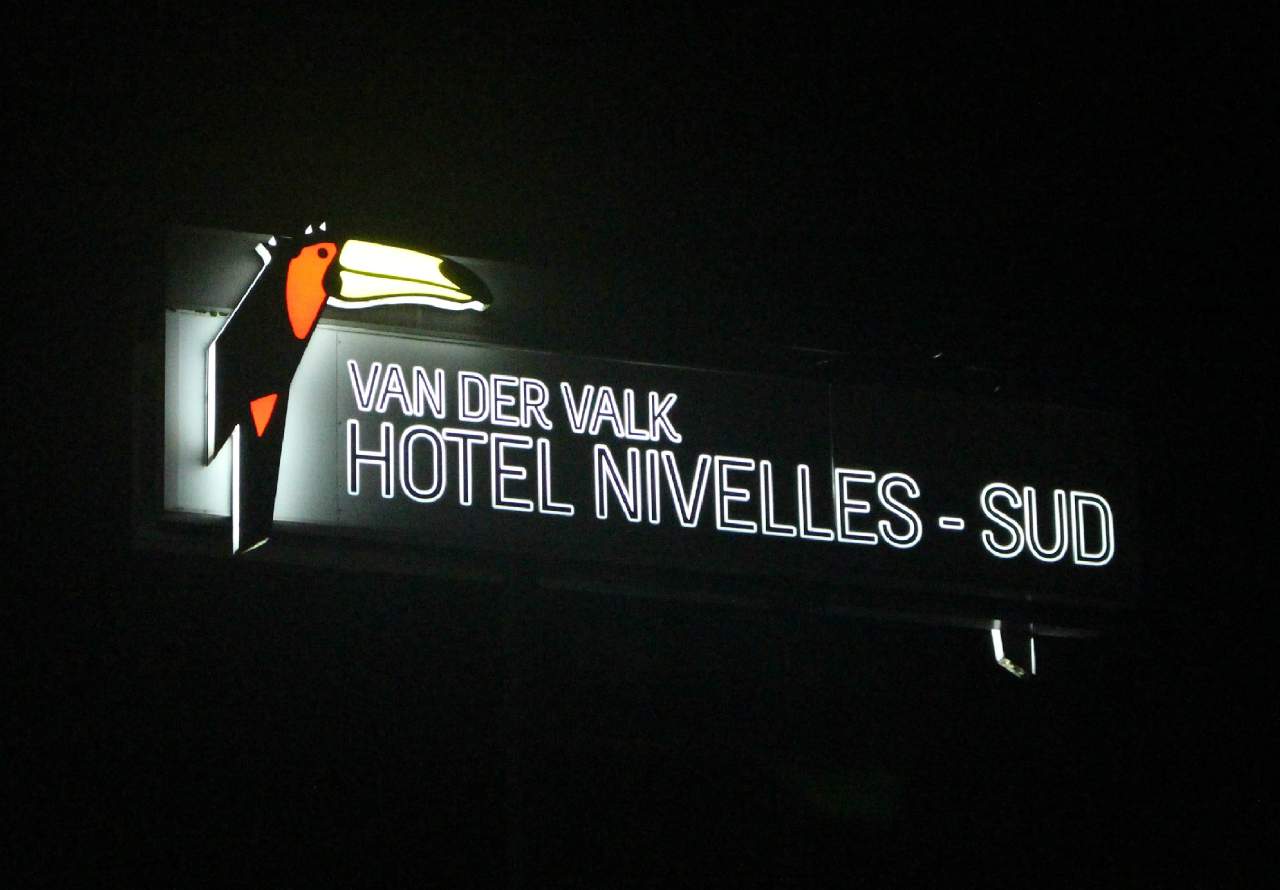 VAN DER VALK
HOTEL NIVELLES - SUD